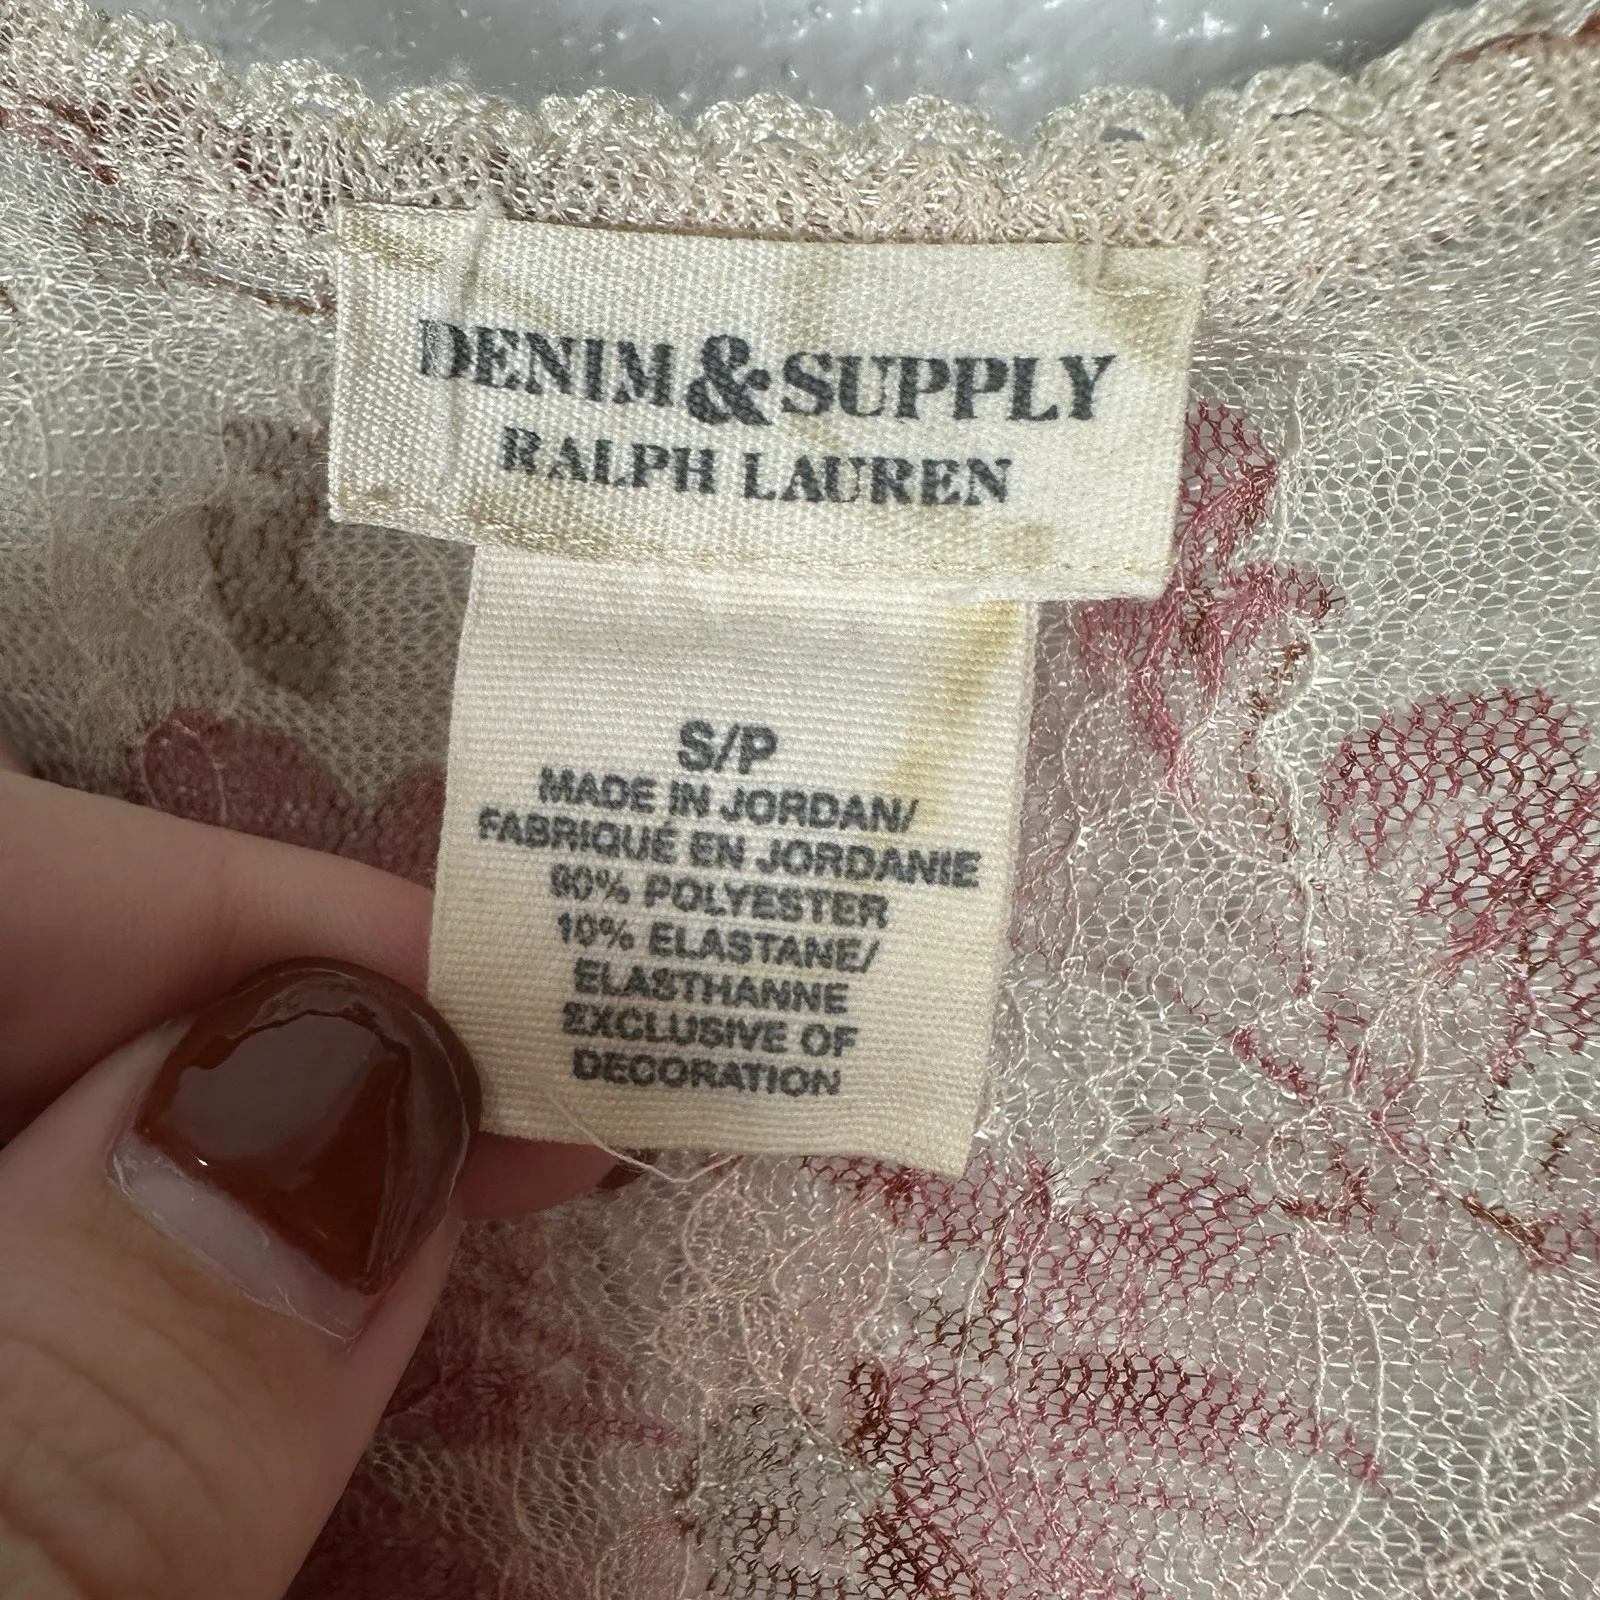 DENIM&SUPPLY
RALPH LAUREN
S/P
MADE IN JORDAN/
FABRIQUÉ EN JORDANIE
90% POLYESTER
10% ELASTANE/
ELASTHANNE
EXCLUSIVE OF
DECORATION